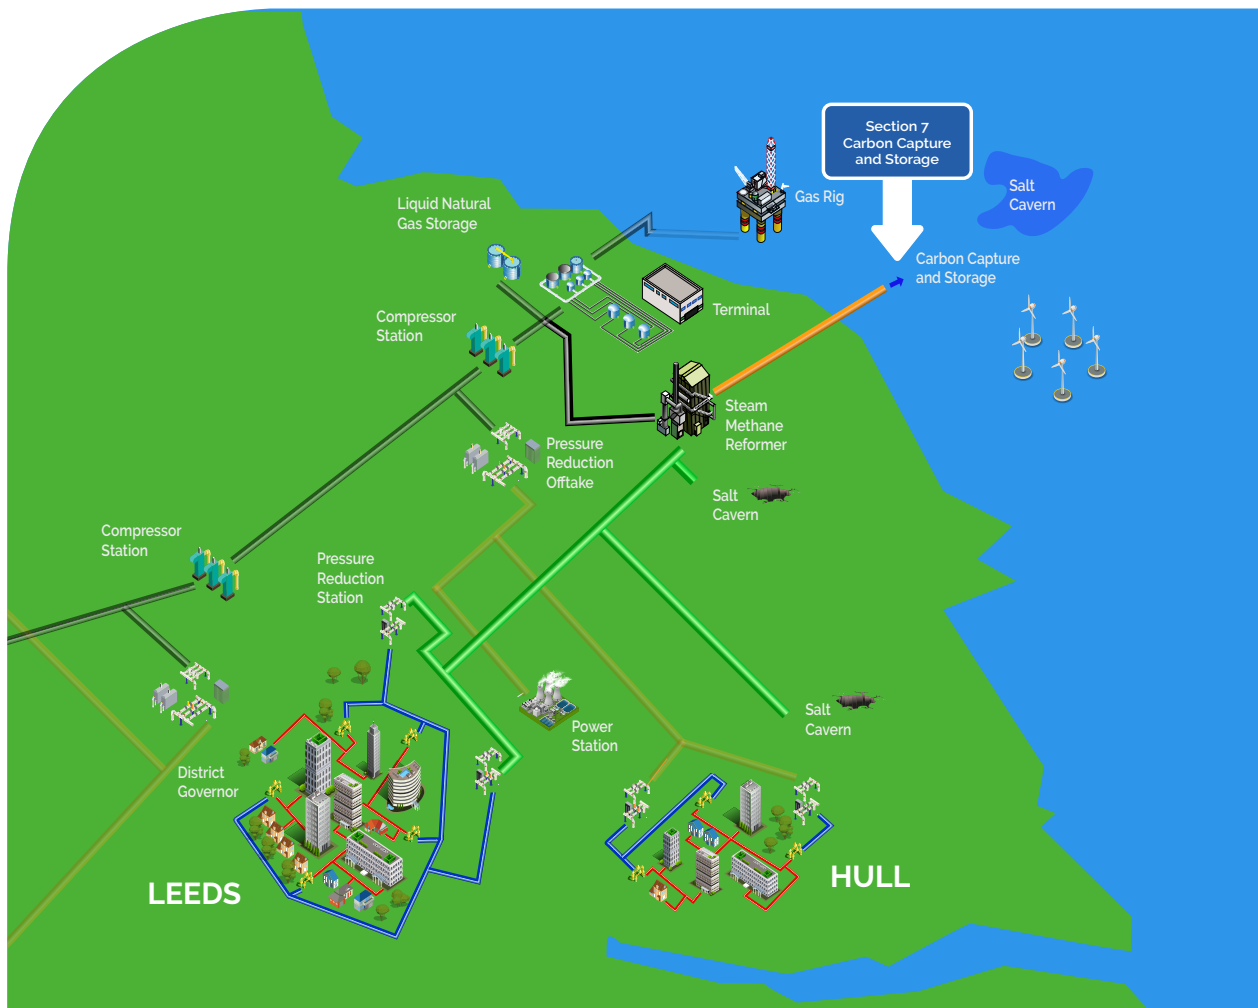 Section 7
Carbon Capture
and Storage
Salt
Cavern
Gas Rig
Liquid Natural
Gas Storage
Carbon Capture
and Storage
Terminal
Compressor
Station
Steam
Methane
Reformer
Pressure
Reduction
Offtake
Salt
Cavern
Compressor
Station
Pressure
Reduction
Station
Salt
Cavern
Power
Station
District
Governor
LEEDS
HULL